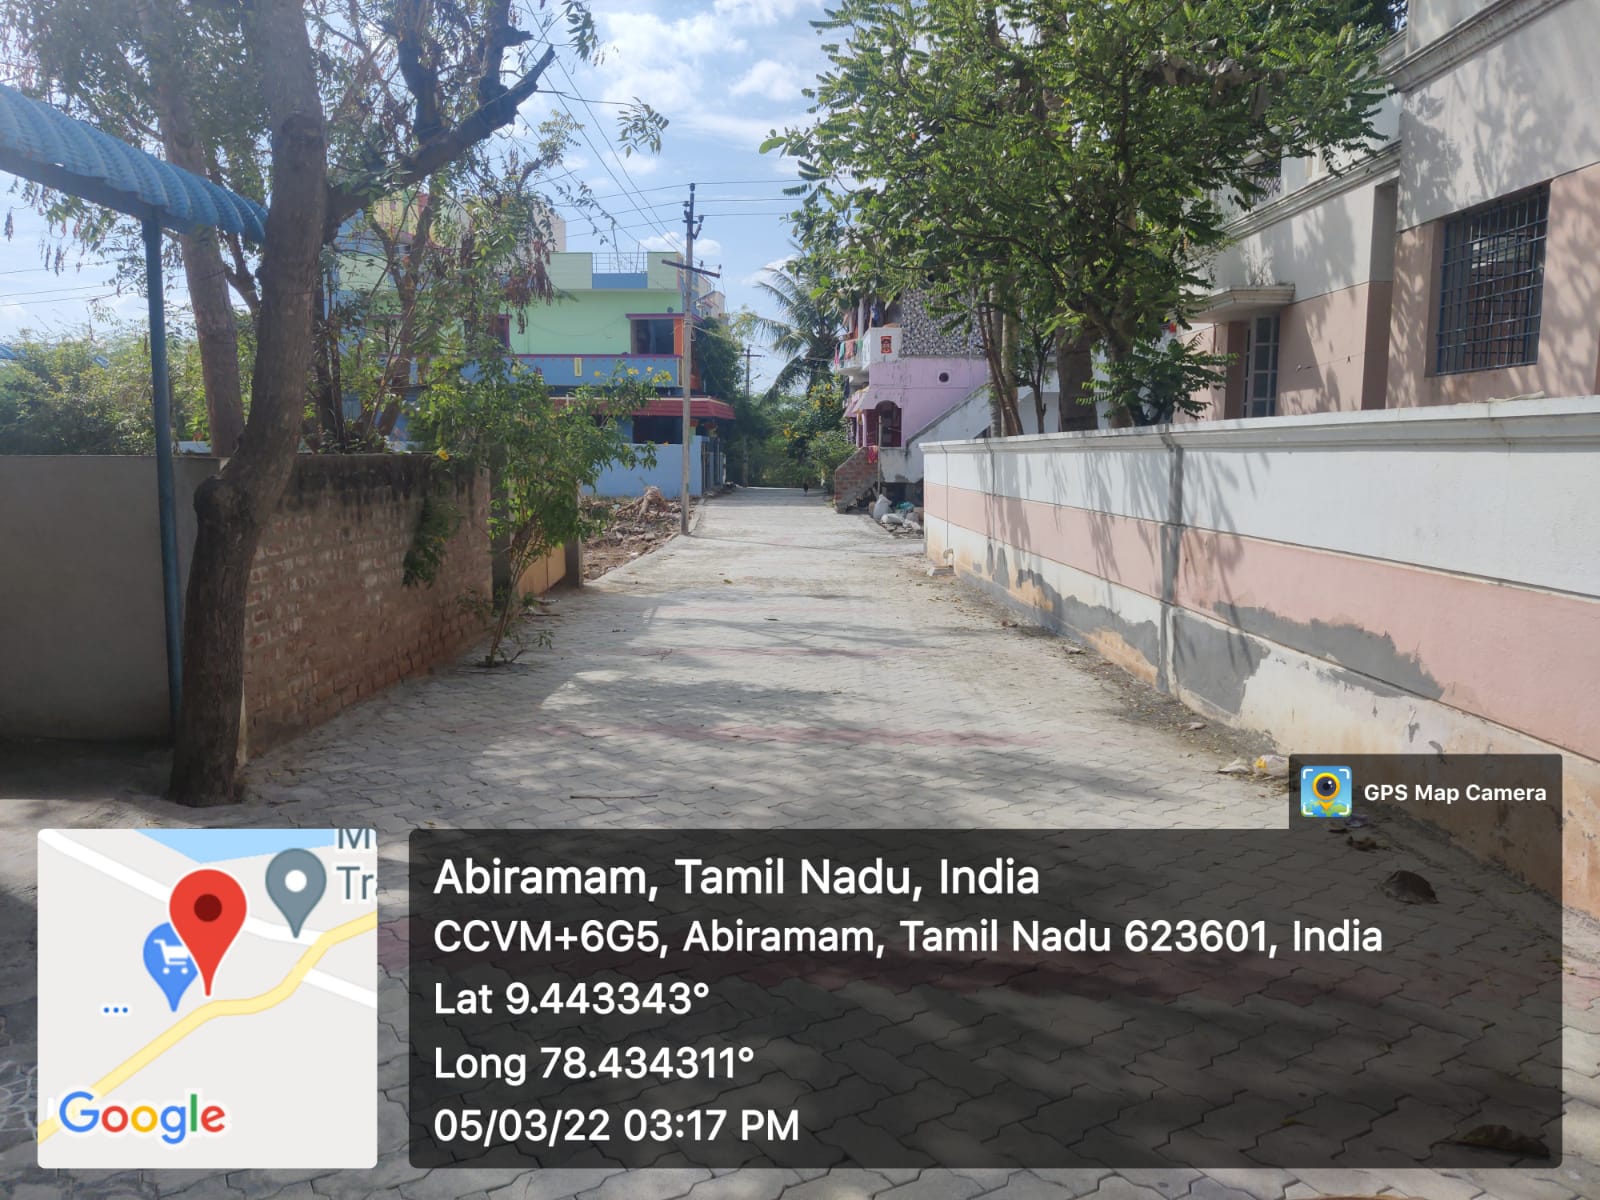 GPS Map Camera
Abiramam, Tamil Nadu, India
CCVM+6G5, Abiramam, Tamil Nadu 623601, India
Lat 9.443343°
Long 78.434311°
05/03/22 03:17 PM
M
Tra
...
Google